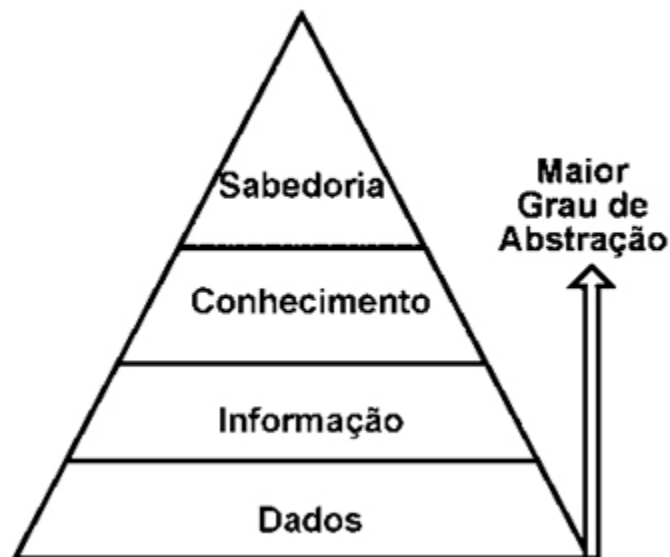 Sabedoria
Maior
Grau de
Abstração
Conhecimento
Informação
Dados